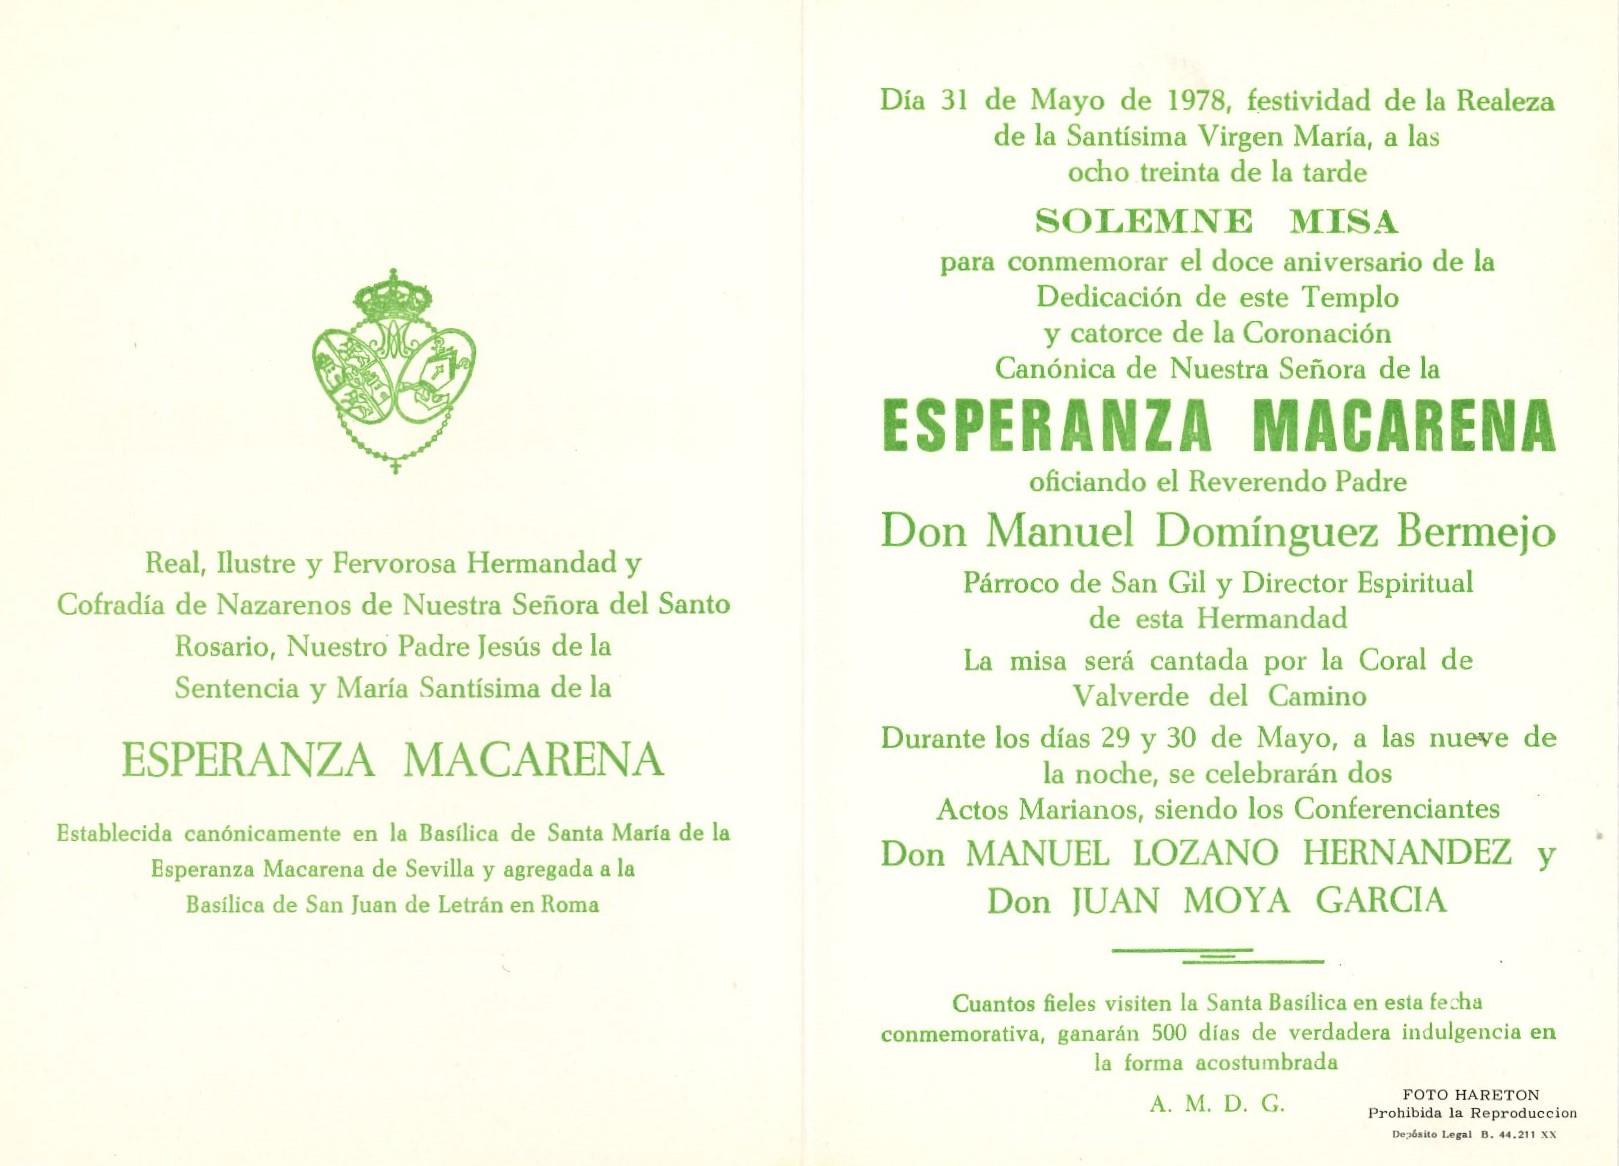 Real, Ilustre y Fervorosa Hermandad y
Cofradía de Nazarenos de Nuestra Señora del Santo
Rosario, Nuestro Padre Jesús de la
Sentencia y María Santísima de la
ESPERANZA MACARENA
Establecida canónicamente en la Basílica de Santa María de la
Esperanza Macarena de Sevilla y agregada a la
Basílica de San Juan de Letrán en Roma
Día 31 de Mayo de 1978, festividad de la Realeza
de la Santísima Virgen María, a las
ocho treinta de la tarde
SOLEMNE MISA
para conmemorar el doce aniversario de la
Dedicación de este Templo
y catorce de la Coronación
Canónica de Nuestra Señora de la
ESPERANZA MACARENA
oficiando el Reverendo Padre
Don Manuel Domínguez Bermejo
Párroco de San Gil y Director Espiritual
de esta Hermandad
La misa será cantada por la Coral de
Valverde del Camino
Durante los días 29 y 30 de Mayo, a las nueve de
la noche, se celebrarán dos
Actos Marianos, siendo los Conferenciantes
Don MANUEL LOZANO HERNANDEZ y
Don JUAN MOYA GARCIA
Cuantos fieles visiten la Santa Basílica en esta fecha
conmemorativa, ganarán 500 días de verdadera indulgencia en
la forma acostumbrada
A. M. D. G.
FOTO HARETON
Prohibida la Reproduccion
Depósito Legal B. 44.211 XX